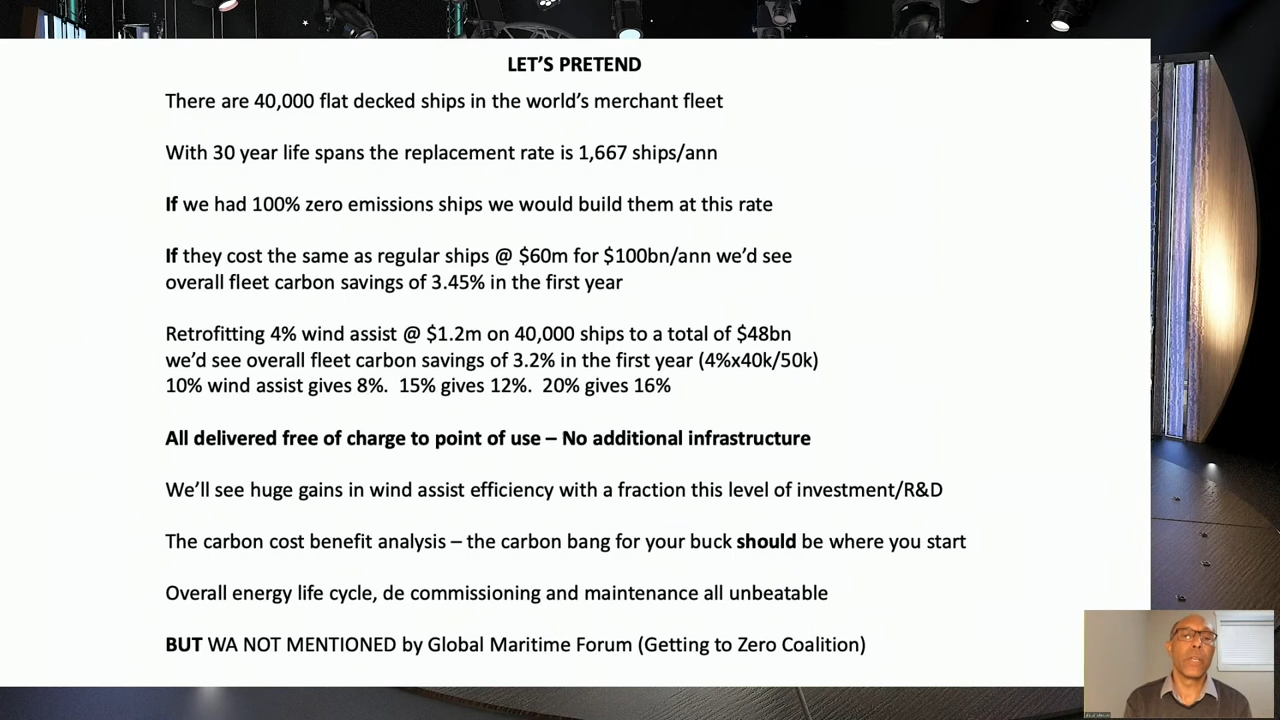 LET'S PRETEND
There are 40,000 flat decked ships in the world's merchant fleet
With 30 year life spans the replacement rate is 1,667 ships/ann
If we had 100% zero emissions ships we would build them at this rate
If they cost the same as regular ships @ $60m for $100bn/ann we'd see
overall fleet carbon savings of 3.45% in the first year
Retrofitting 4% wind assist @ $1.2m on 40,000 ships to a total of $48bn
we'd see overall fleet carbon savings of 3.2% in the first year (4%x40k/50k)
10% wind assist gives 8%.  15% gives 12%.  20% gives 16%
All delivered free of charge to point of use – No additional infrastructure
We'll see huge gains in wind assist efficiency with a fraction this level of investment/R&D
The carbon cost benefit analysis – the carbon bang for your buck should be where you start
Overall energy life cycle, de commissioning and maintenance all unbeatable
BUT WA NOT MENTIONED by Global Maritime Forum (Getting to Zero Coalition)